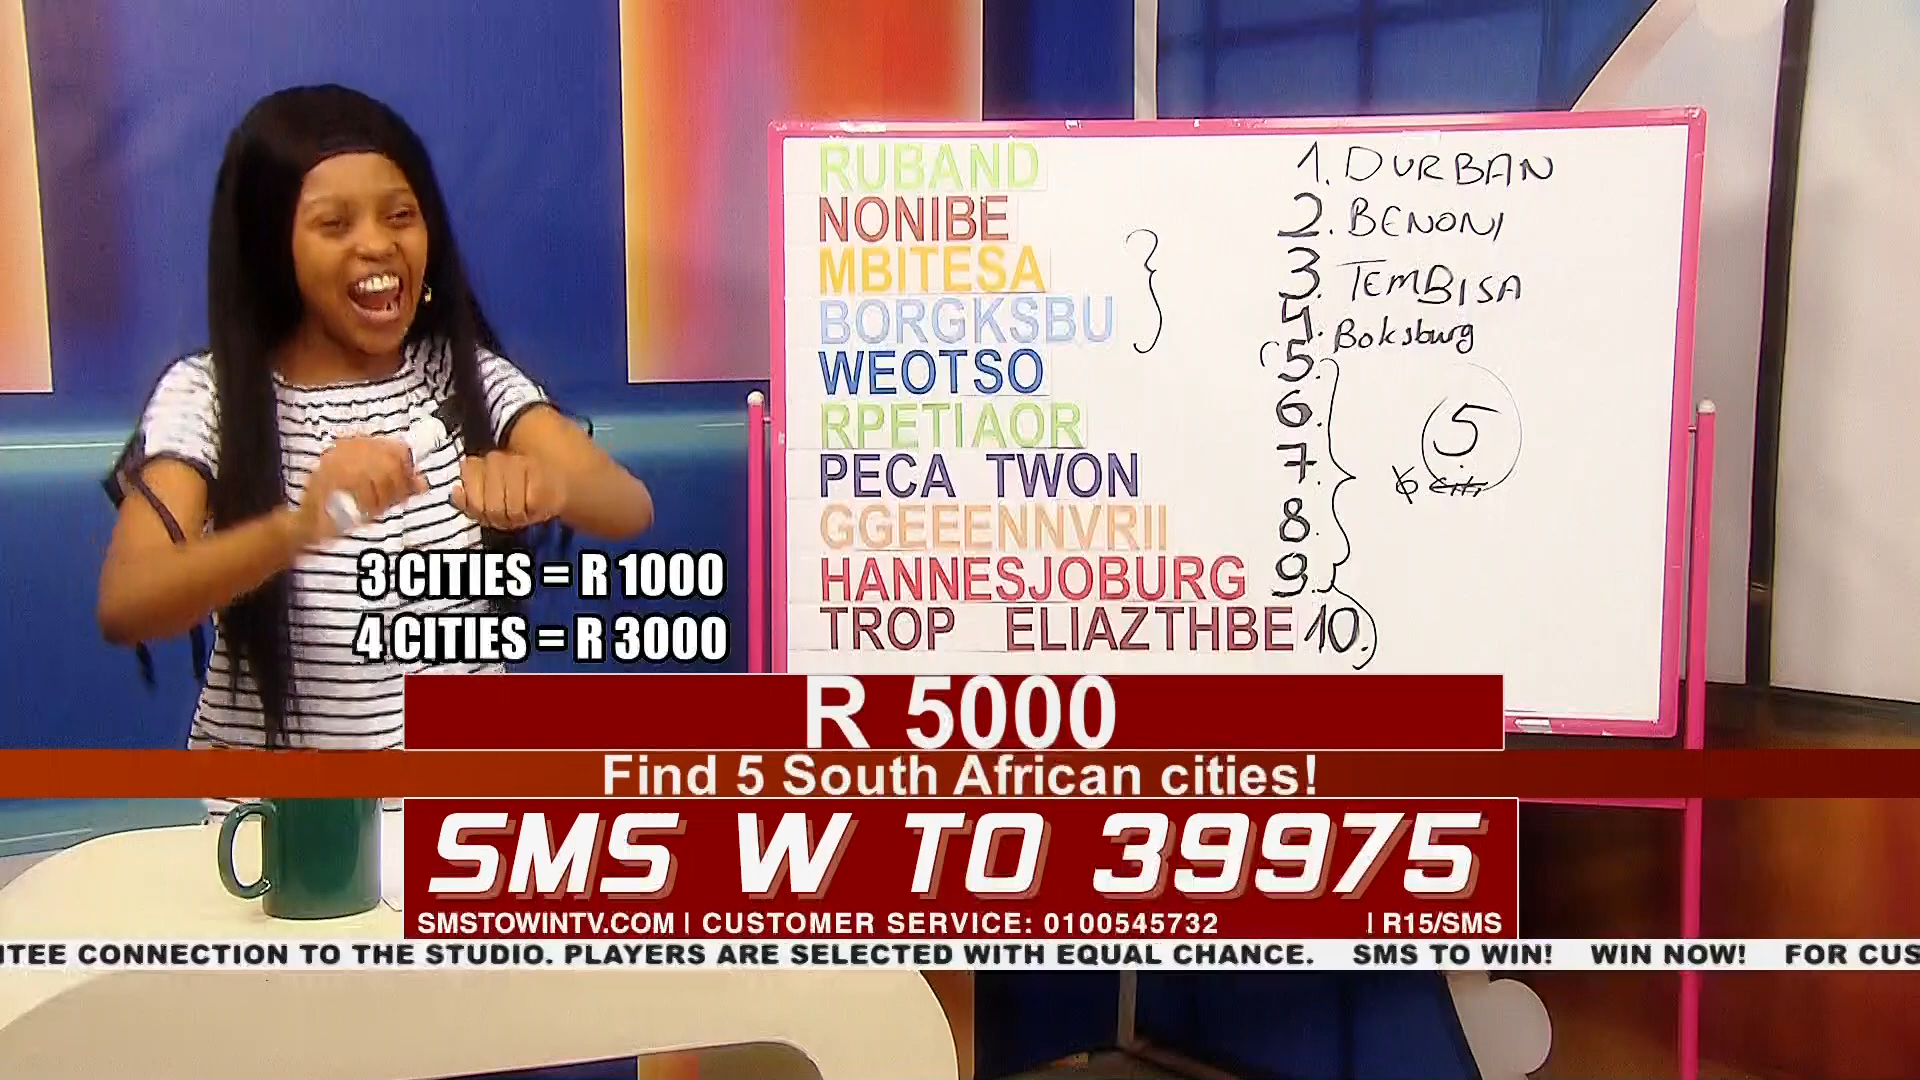 RUBAND
NONIBE
MBITESA
BORGKSBU
WEOTSO
RPETIAOR
PECA TWON
GGEEENNVRII
HANNESJOBURG
TROP ELIAZTHBE
1. DURBAN
2. BENONI
3. TEMBISA
4. Boksburg
5.
6.
7.
8.
9.
10.
5
3 CITIES = R 1000
4 CITIES = R 3000
R 5000
Find 5 South African cities!
SMS W TO 39975
SMSTOWINTV.COM | CUSTOMER SERVICE: 0100545732 | R15/SMS
TEE CONNECTION TO THE STUDIO. PLAYERS ARE SELECTED WITH EQUAL CHANCE. SMS TO WIN! WIN NOW! FOR CUS